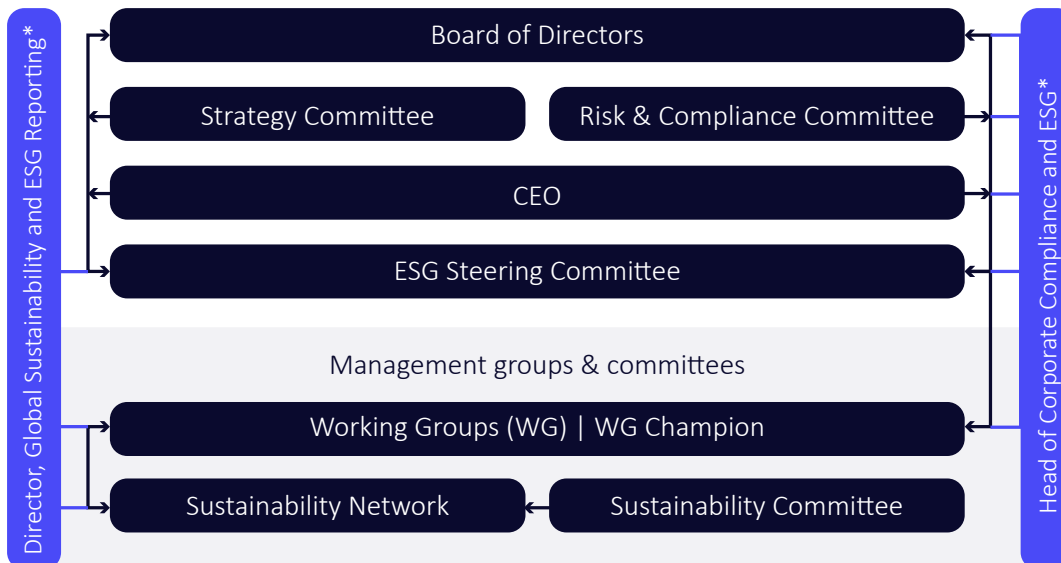 Director, Global Sustainability and ESG Reporting*
Board of Directors
Strategy Committee
Risk & Compliance Committee
CEO
ESG Steering Committee
Management groups & committees
Working Groups (WG) | WG Champion
Sustainability Network
Sustainability Committee
Head of Corporate Compliance and ESG*